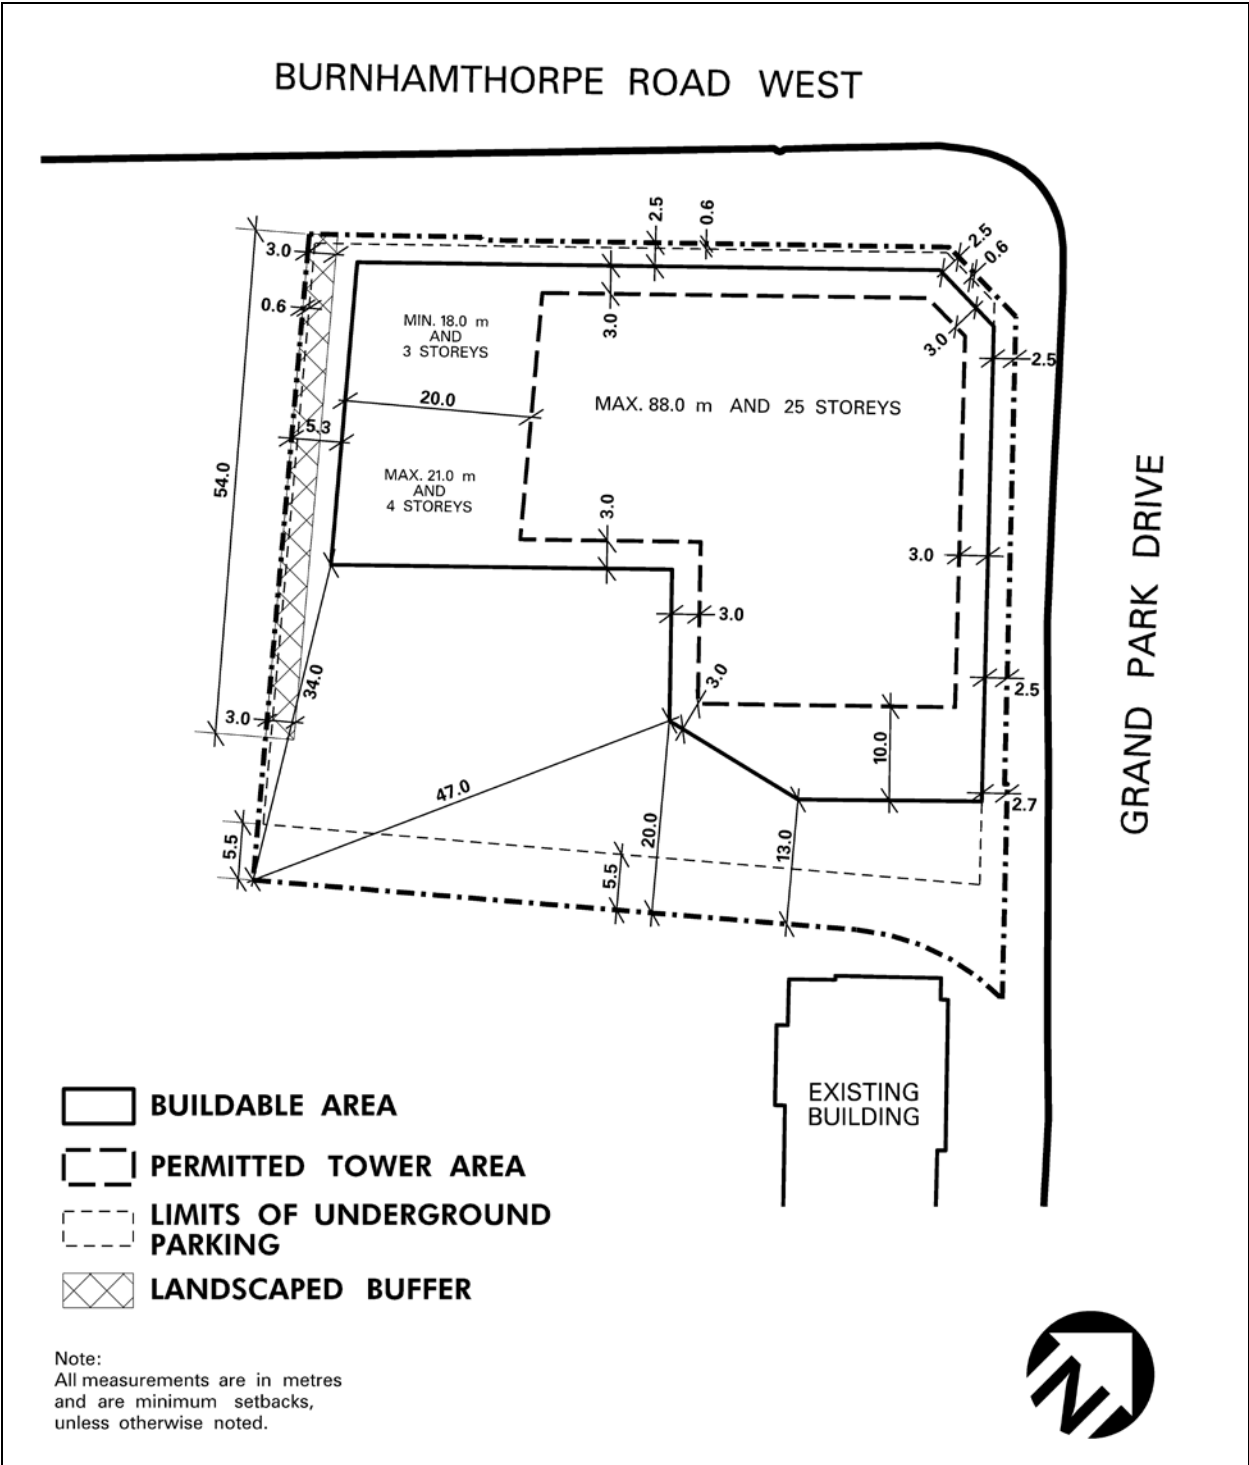 BURNHAMTHORPE ROAD WEST
2.5
0.6
2.5
0.6
3.0
0.6
3.0
3.0
2.5
MIN. 18.0 m
AND
3 STOREYS
20.0
MAX. 88.0 m AND 25 STOREYS
5.3
54.0
MAX. 21.0 m
AND
4 STOREYS
3.0
3.0
3.0
GRAND PARK DRIVE
34.0
3.0
2.5
3.0
10.0
47.0
2.7
5.5
20.0
13.0
5.5
EXISTING
BUILDING
BUILDABLE AREA
PERMITTED TOWER AREA
LIMITS OF UNDERGROUND
PARKING
LANDSCAPED BUFFER
Note:
All measurements are in metres
and are minimum setbacks,
unless otherwise noted.
N